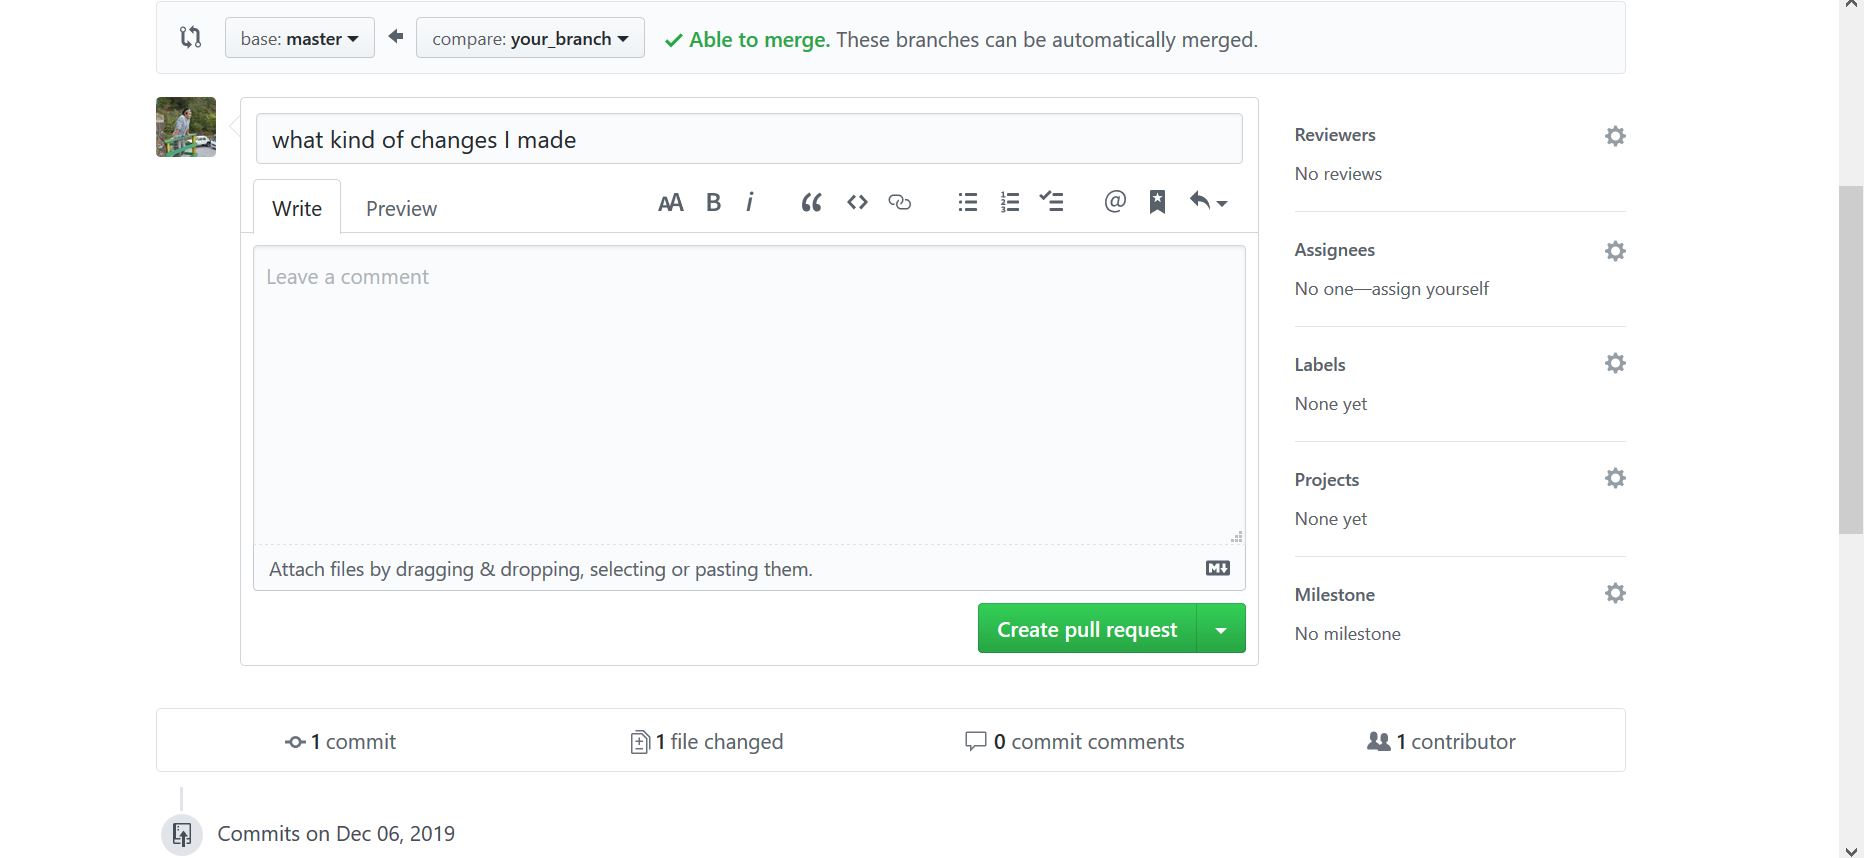 base: master compare: your_branch Able to merge. These branches can be automatically merged.
what kind of changes I made
Write Preview AA B i @
Leave a comment
Attach files by dragging & dropping, selecting or pasting them.
Create pull request
Reviewers
No reviews
Assignees
No one—assign yourself
Labels
None yet
Projects
None yet
Milestone
No milestone
1 commit 1 file changed 0 commit comments 1 contributor
Commits on Dec 06, 2019